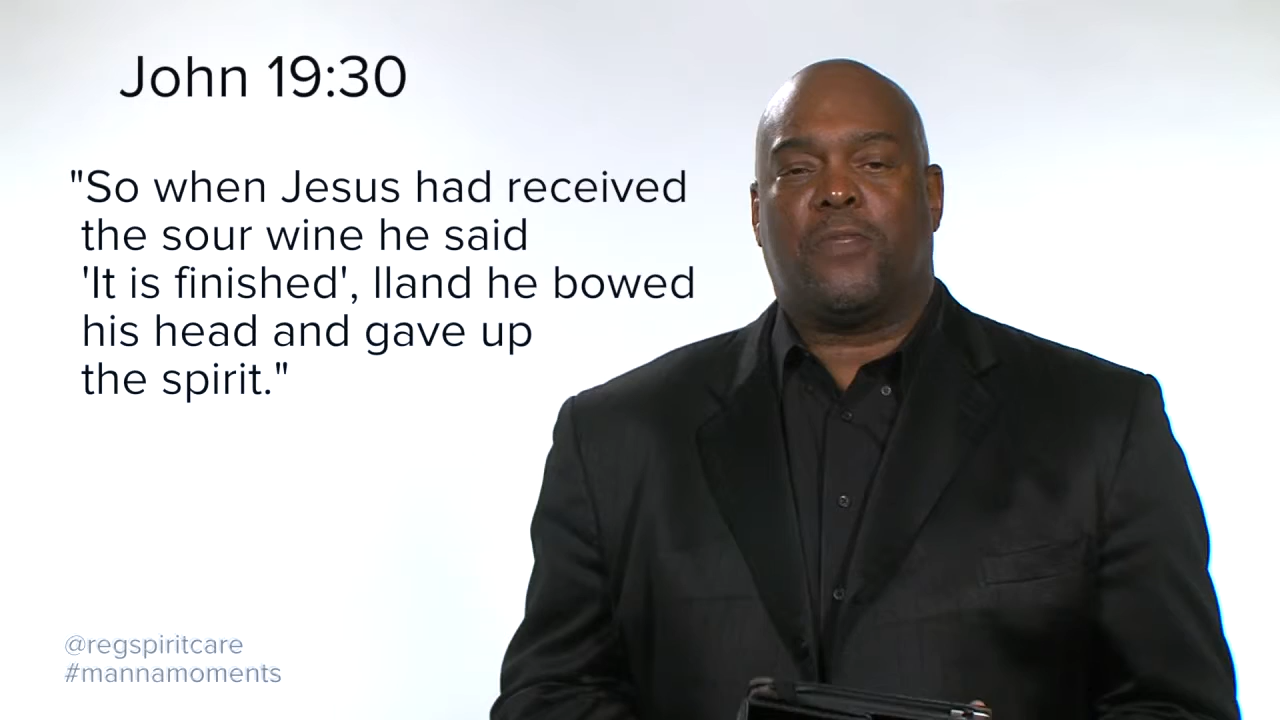 John 19:30
"So when Jesus had received
the sour wine he said
'It is finished', lland he bowed
his head and gave up
the spirit."
@regspiritcare
#mannamoments